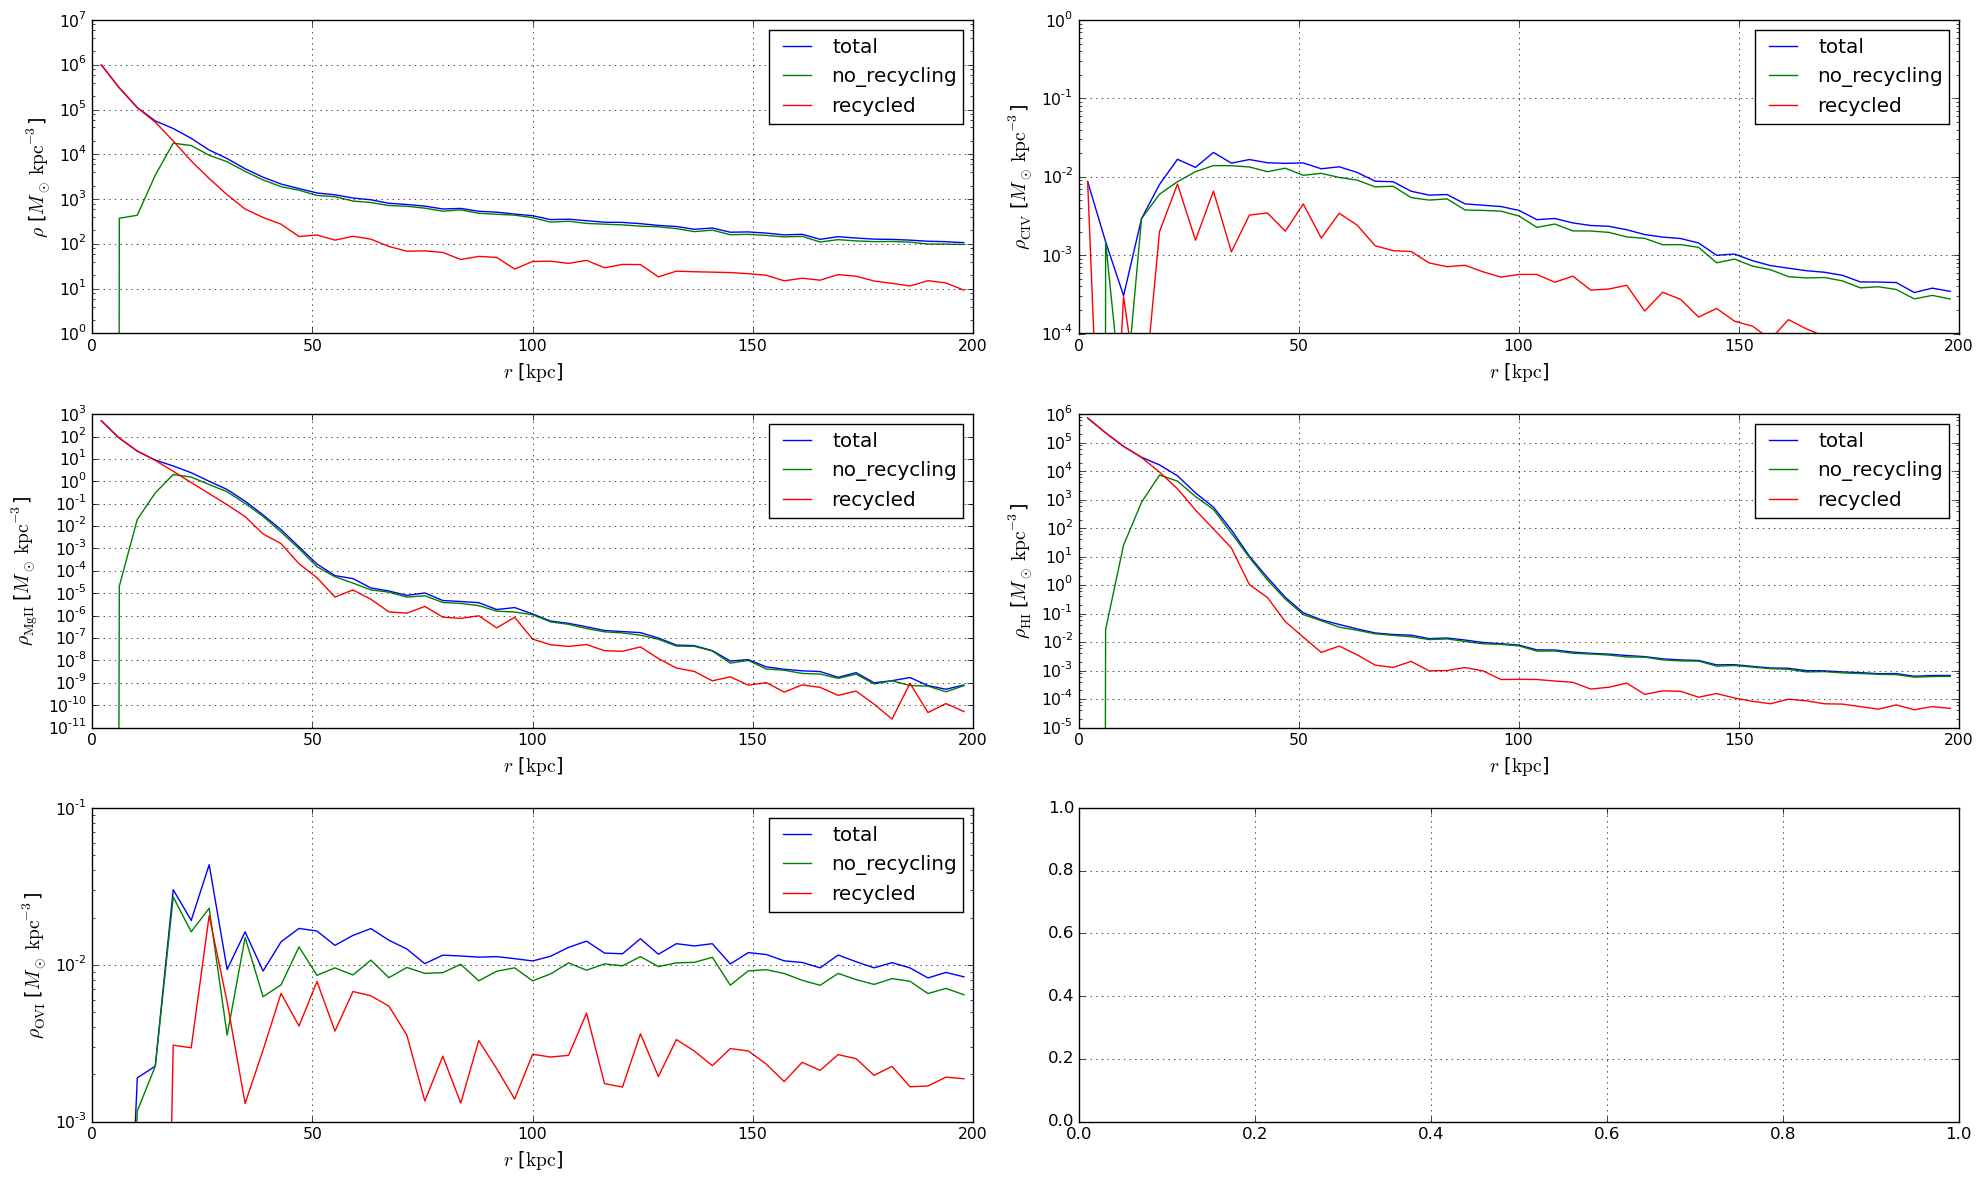 10^7
10^6
10^5
10^4
10^3
10^2
10^1
10^0
ρ [M_⊙ kpc^{-3}]
total
no_recycling
recycled
0 50 100 150 200
r [kpc]
10^0
10^{-1}
10^{-2}
10^{-3}
10^{-4}
ρ_{CIV} [M_⊙ kpc^{-3}]
total
no_recycling
recycled
0 50 100 150 200
r [kpc]
10^3
10^2
10^1
10^0
10^{-1}
10^{-2}
10^{-3}
10^{-4}
10^{-5}
10^{-6}
10^{-7}
10^{-8}
10^{-9}
10^{-10}
10^{-11}
ρ_{MgII} [M_⊙ kpc^{-3}]
total
no_recycling
recycled
0 50 100 150 200
r [kpc]
10^6
10^5
10^4
10^3
10^2
10^1
10^0
10^{-1}
10^{-2}
10^{-3}
10^{-4}
10^{-5}
ρ_{HI} [M_⊙ kpc^{-3}]
total
no_recycling
recycled
0 50 100 150 200
r [kpc]
10^{-1}
10^{-2}
10^{-3}
ρ_{OVI} [M_⊙ kpc^{-3}]
total
no_recycling
recycled
0 50 100 150 200
r [kpc]
1.0
0.8
0.6
0.4
0.2
0.0
0.0 0.2 0.4 0.6 0.8 1.0